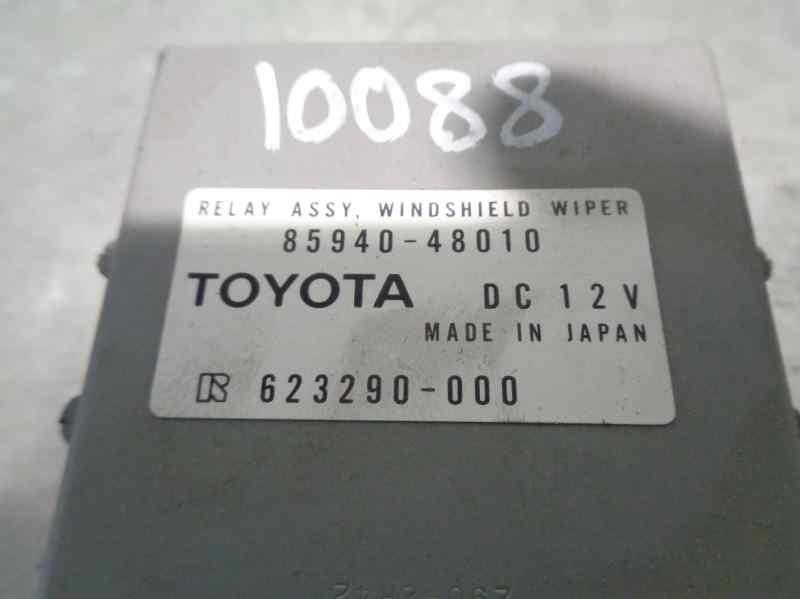 10088
RELAY ASSY, WINDSHIELD WIPER
85940-48010
TOYOTA DC 12V
MADE IN JAPAN
R 623290-000